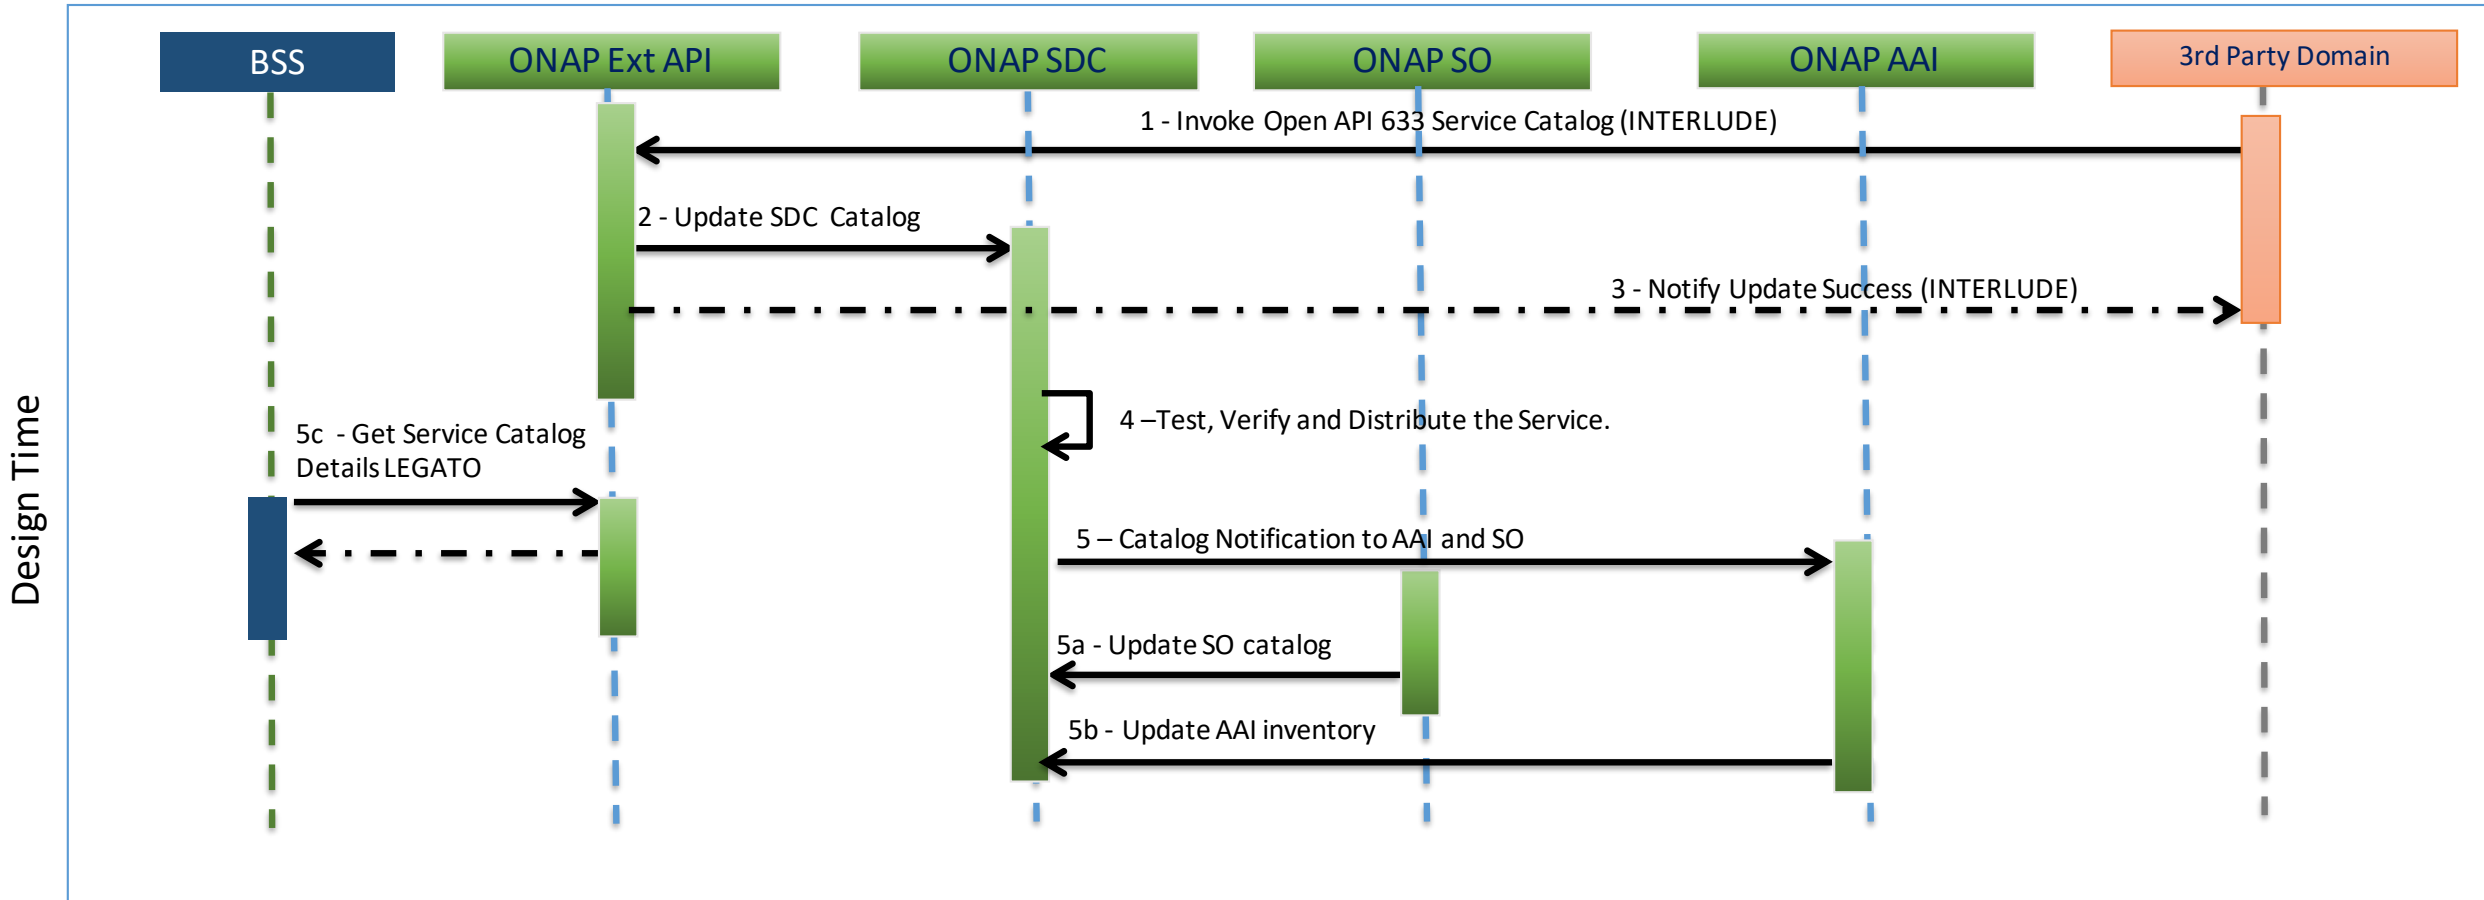 BSS
ONAP Ext API
ONAP SDC
ONAP SO
ONAP AAI
3rd Party Domain
1 - Invoke Open API 633 Service Catalog (INTERLUDE)
2 - Update SDC Catalog
3 - Notify Update Success (INTERLUDE)
4 –Test, Verify and Distribute the Service.
5c - Get Service Catalog
Details LEGATO
5 – Catalog Notification to AAI and SO
5a - Update SO catalog
5b - Update AAI inventory
Design Time